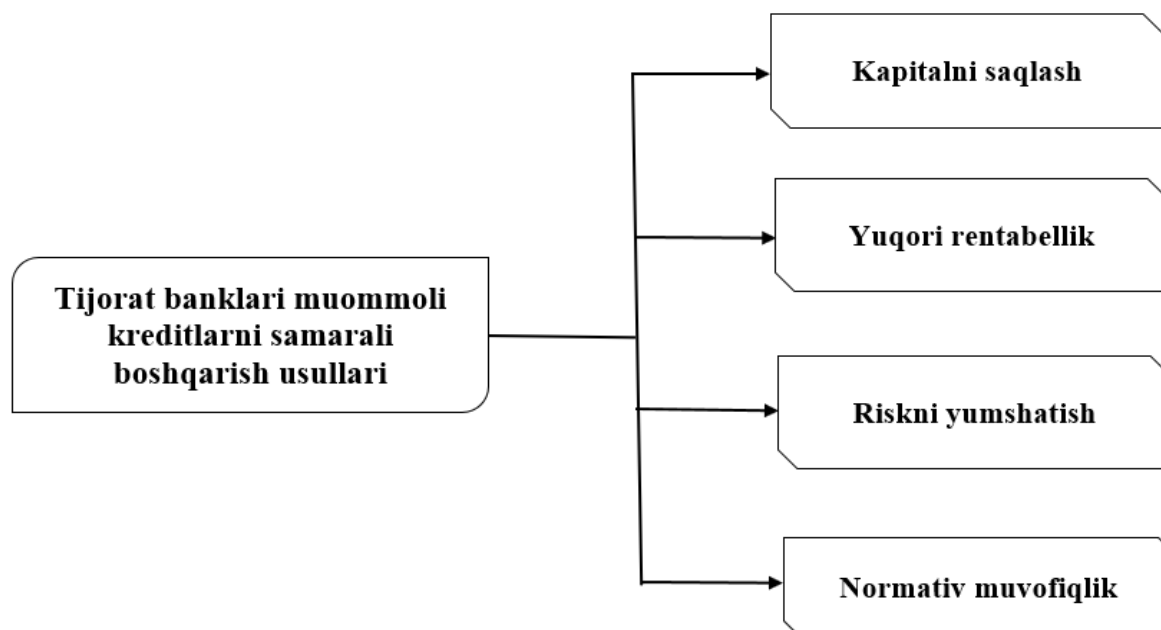 Tijorat banklari muommoli
kreditlarni samarali
boshqarish usullari
Kapitalni saqlash
Yuqori rentabellik
Riskni yumshatish
Normativ muvofiqlik